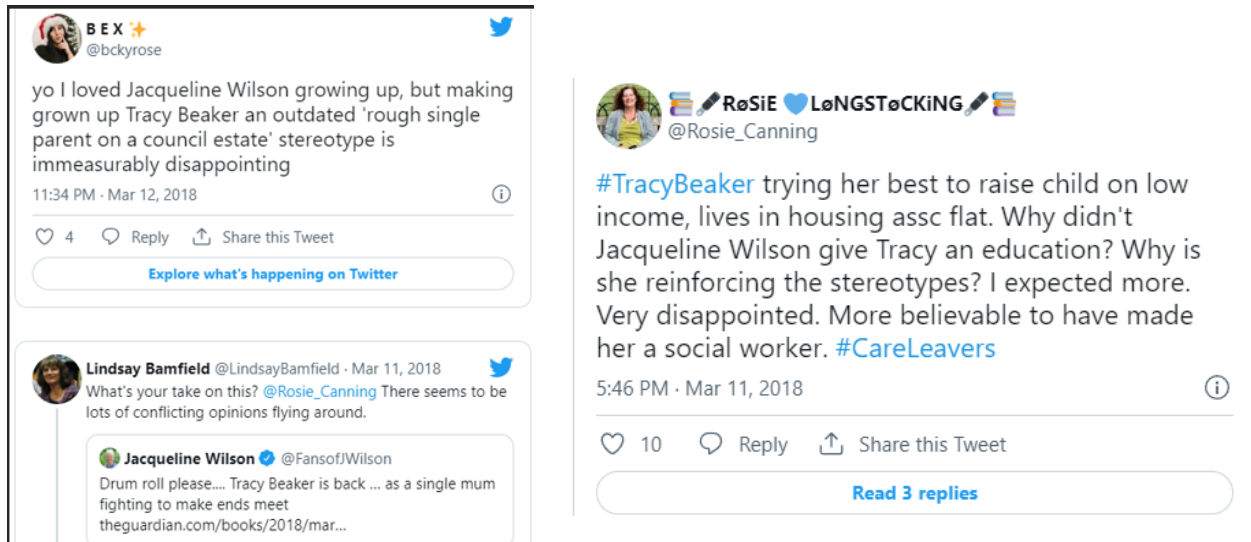 B E X ✨
@bckyrose
yo I loved Jacqueline Wilson growing up, but making
grown up Tracy Beaker an outdated 'rough single
parent on a council estate' stereotype is
immeasurably disappointing
11:34 PM · Mar 12, 2018
4 Reply Share this Tweet
Explore what's happening on Twitter
Lindsay Bamfield @LindsayBamfield · Mar 11, 2018
What's your take on this? @Rosie_Canning There seems to be
lots of conflicting opinions flying around.
Jacqueline Wilson @FansofJWilson
Drum roll please.... Tracy Beaker is back ... as a single mum
fighting to make ends meet
theguardian.com/books/2018/mar...
📚🎤RøSiE 💙LøNGSTøCKiNG🎤📚
@Rosie_Canning
#TracyBeaker trying her best to raise child on low
income, lives in housing assc flat. Why didn't
Jacqueline Wilson give Tracy an education? Why is
she reinforcing the stereotypes? I expected more.
Very disappointed. More believable to have made
her a social worker. #CareLeavers
5:46 PM · Mar 11, 2018
10 Reply Share this Tweet
Read 3 replies